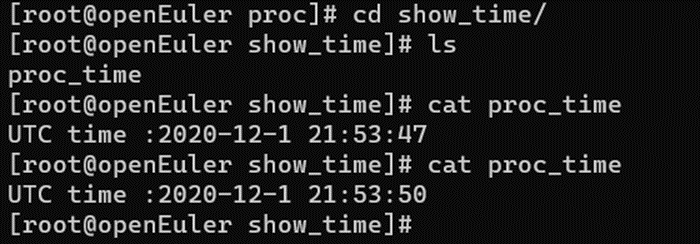 [root@openEuler proc]# cd show_time/
[root@openEuler show_time]# ls
proc_time
[root@openEuler show_time]# cat proc_time
UTC time :2020-12-1 21:53:47
[root@openEuler show_time]# cat proc_time
UTC time :2020-12-1 21:53:50
[root@openEuler show_time]#